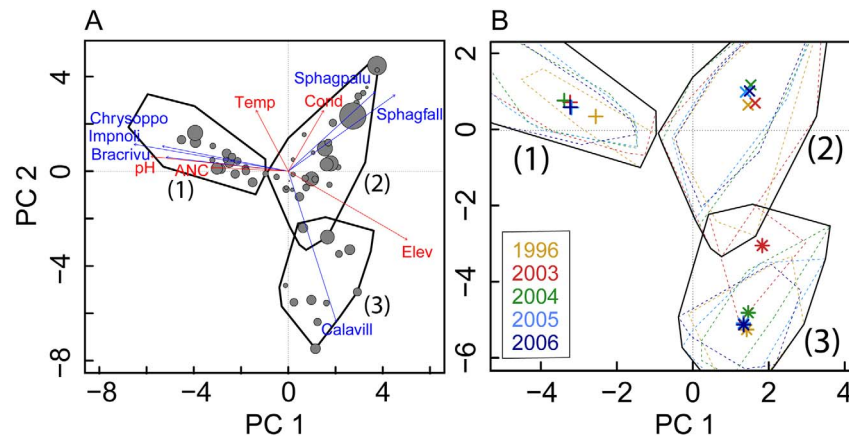 A
B
Temp
Sphagpalu
Cond
Sphagfall
Chrysoppo
Impnoli
Bracrivu
pH
ANC
(1)
(2)
(3)
Elev
Calavill
PC 2
4
0
−4
−8
−8
−4
0
4
PC 1
2
0
−2
−4
−6
(1)
(2)
(3)
1996
2003
2004
2005
2006
−4
−2
0
2
4
PC 1